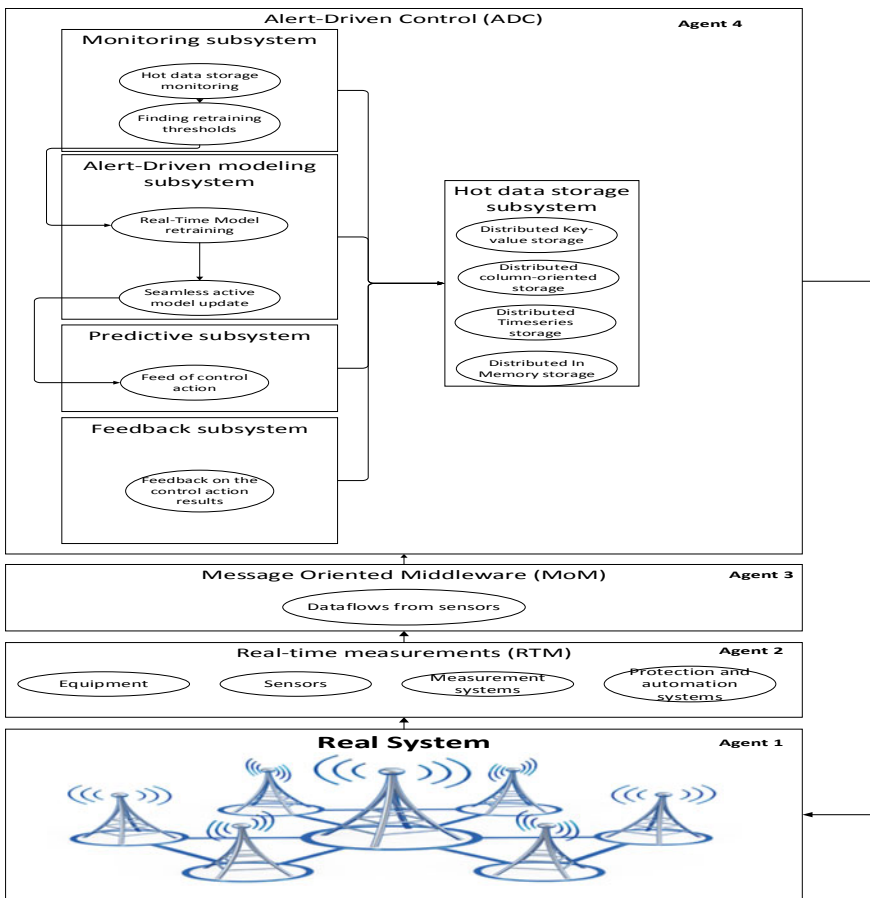 Alert-Driven Control (ADC)
Agent 4
Monitoring subsystem
Hot data storage
monitoring
Finding retraining
thresholds
Alert-Driven modeling
subsystem
Real-Time Model
retraining
Seamless active
model update
Predictive subsystem
Feed of control
action
Feedback subsystem
Feedback on the
control action
results
Hot data storage
subsystem
Distributed Key-
value storage
Distributed
column-oriented
storage
Distributed
Timeseries
storage
Distributed In
Memory storage
Message Oriented Middleware (MoM)
Agent 3
Dataflows from sensors
Real-time measurements (RTM)
Agent 2
Equipment
Sensors
Measurement
systems
Protection and
automation
systems
Real System
Agent 1